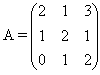 A = (2 1 3
1 2 1
0 1 2)